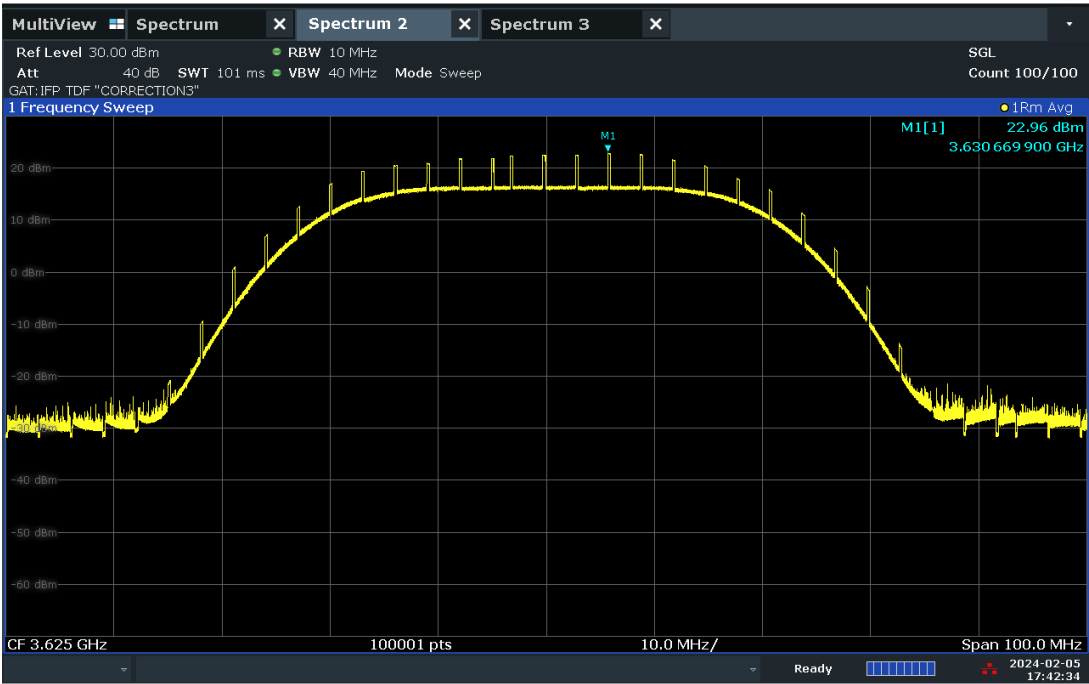 MultiView Spectrum Spectrum 2 Spectrum 3
Ref Level 30.00 dBm RBW 10 MHz SGL
Att 40 dB SWT 101 ms VBW 40 MHz Mode Sweep Count 100/100
GAT:IFP TDF "CORRECTION3"
1 Frequency Sweep 1Rm Avg
M1[1] 22.96 dBm
3.630 669 900 GHz
M1
20 dBm
10 dBm
0 dBm
-10 dBm
-20 dBm
-30 dBm
-40 dBm
-50 dBm
-60 dBm
CF 3.625 GHz 100001 pts 10.0 MHz/ Span 100.0 MHz
Ready 2024-02-05
17:42:34